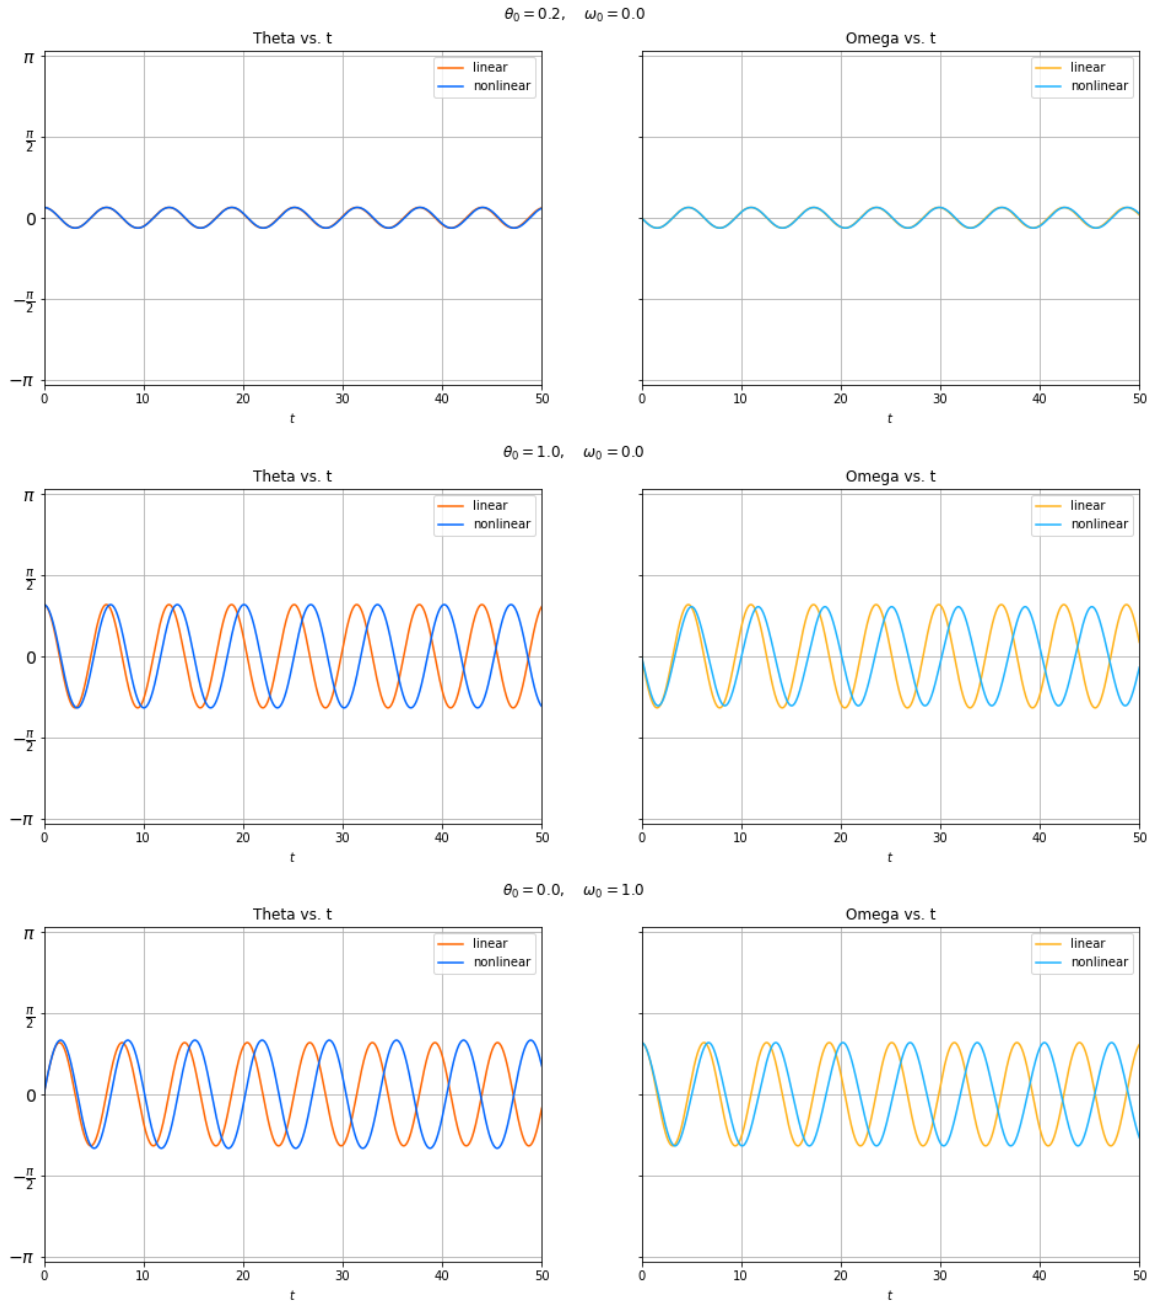 θ₀ = 0.2, ω₀ = 0.0
Theta vs. t
Omega vs. t
π
π/2
0
−π/2
−π
linear
nonlinear
linear
nonlinear
0 10 20 30 40 50
0 10 20 30 40 50
t
t
θ₀ = 1.0, ω₀ = 0.0
Theta vs. t
Omega vs. t
π
π/2
0
−π/2
−π
linear
nonlinear
linear
nonlinear
0 10 20 30 40 50
0 10 20 30 40 50
t
t
θ₀ = 0.0, ω₀ = 1.0
Theta vs. t
Omega vs. t
π
π/2
0
−π/2
−π
linear
nonlinear
linear
nonlinear
0 10 20 30 40 50
0 10 20 30 40 50
t
t